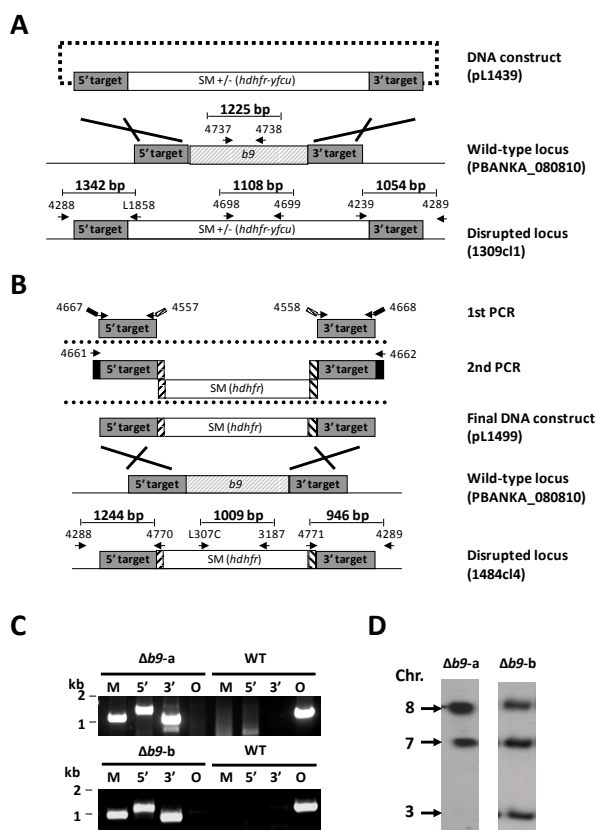 A
DNA construct
(pL1439)
5' target
SM +/- (hdhfr-yfcu)
3' target
1225 bp
4737
4738
Wild-type locus
(PBANKA_080810)
5' target
b9
3' target
1342 bp
1108 bp
1054 bp
4288
L1858
4698
4699
4239
4289
Disrupted locus
(1309cl1)
5' target
SM +/- (hdhfr-yfcu)
3' target
B
4667
4557
4558
4668
1st PCR
5' target
3' target
4661
4662
2nd PCR
5' target
3' target
SM (hdhfr)
Final DNA construct
(pL1499)
5' target
SM (hdhfr)
3' target
Wild-type locus
(PBANKA_080810)
5' target
b9
3' target
1244 bp
1009 bp
946 bp
4288
4770
L307C
3187
4771
4289
Disrupted locus
(1484cl4)
5' target
SM (hdhfr)
3' target
C
Δb9-a
WT
kb
M 5' 3' O M 5' 3' O
2
1
Δb9-b
WT
kb
M 5' 3' O M 5' 3' O
2
1
D
Δb9-a Δb9-b
Chr.
8
7
3